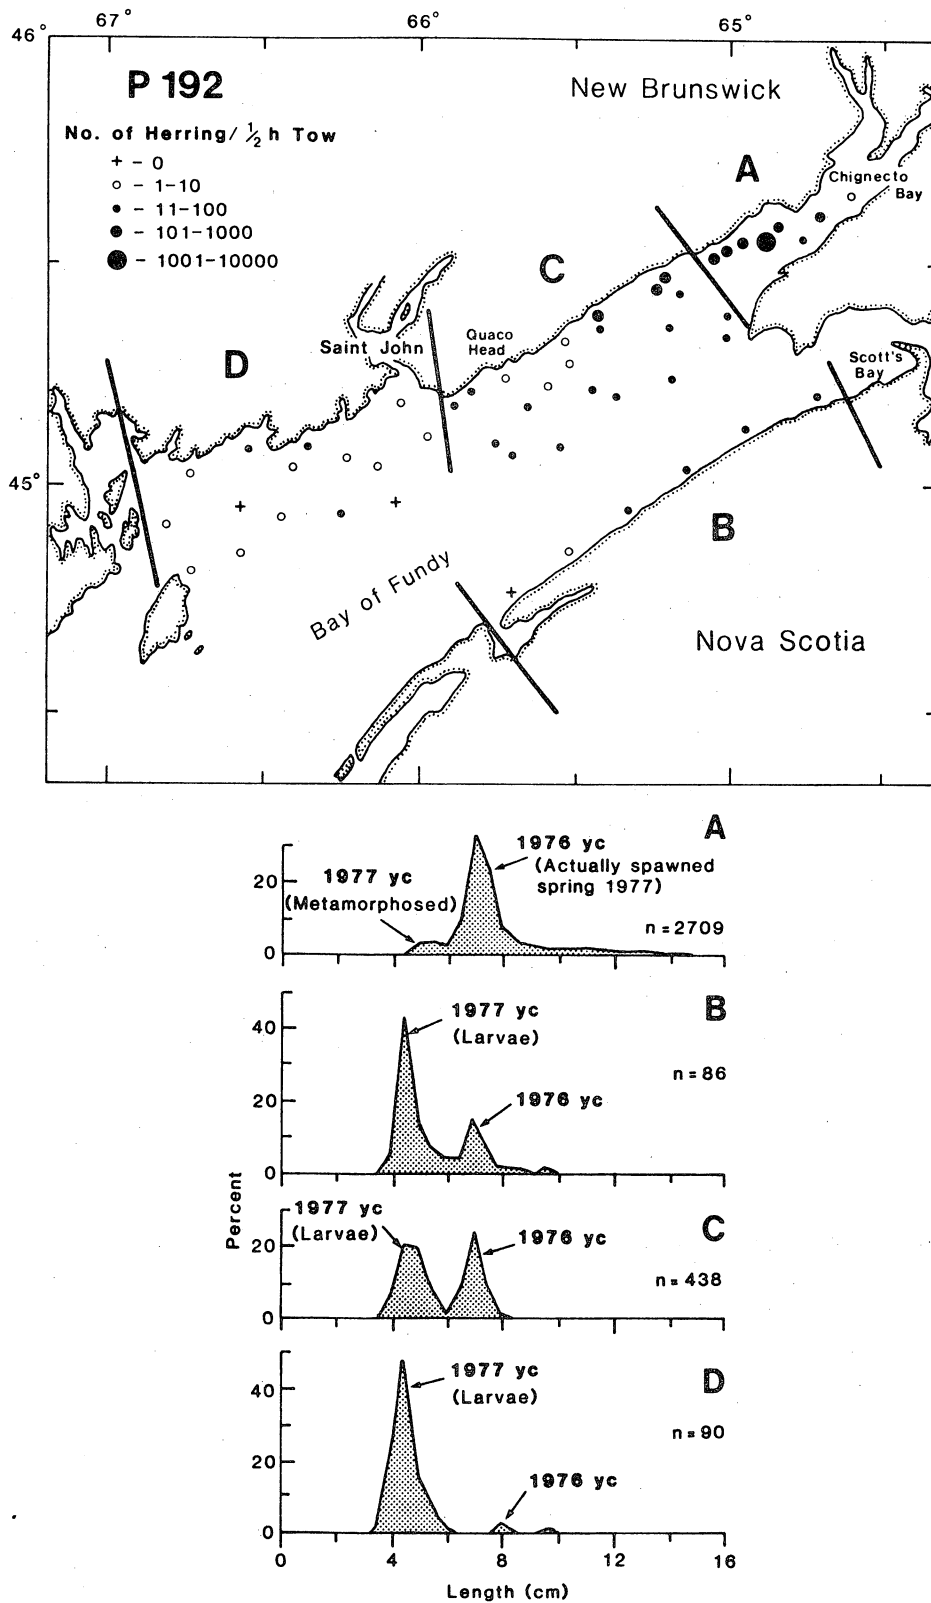 67° 66° 65°
46°
P 192
New Brunswick
No. of Herring/ ½ h Tow
+ - 0
- 1-10
- 11-100
- 101-1000
- 1001-10000
A
Chignecto
Bay
C
Quaco
Head
Saint John
D
Scott's
Bay
45°
B
Bay of Fundy
Nova Scotia
A
1976 yc
(Actually spawned
spring 1977)
1977 yc
(Metamorphosed)
n=2709
20
0
B
1977 yc
(Larvae)
40
n=86
20
1976 yc
0
Percent
1977 yc
(Larvae)
C
1976 yc
20
n=438
0
D
1977 yc
(Larvae)
40
n=90
20
1976 yc
0
0 4 8 12 16
Length (cm)